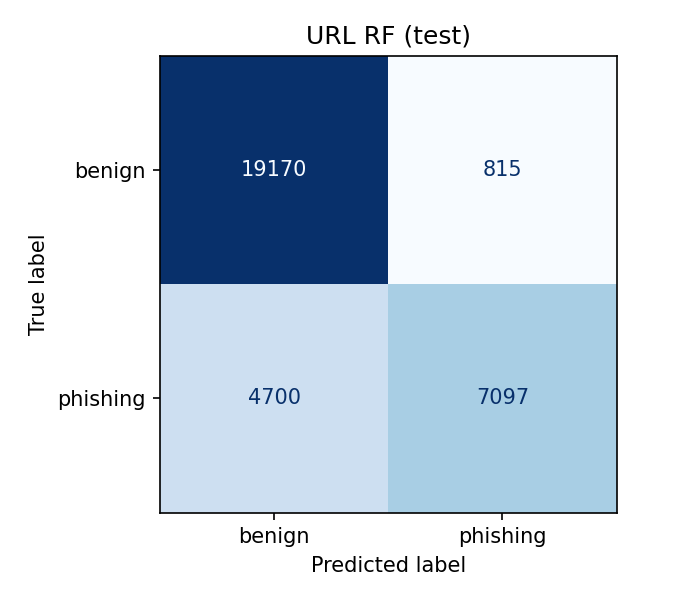 URL RF (test)
True label
benign
19170
815
phishing
4700
7097
benign
phishing
Predicted label